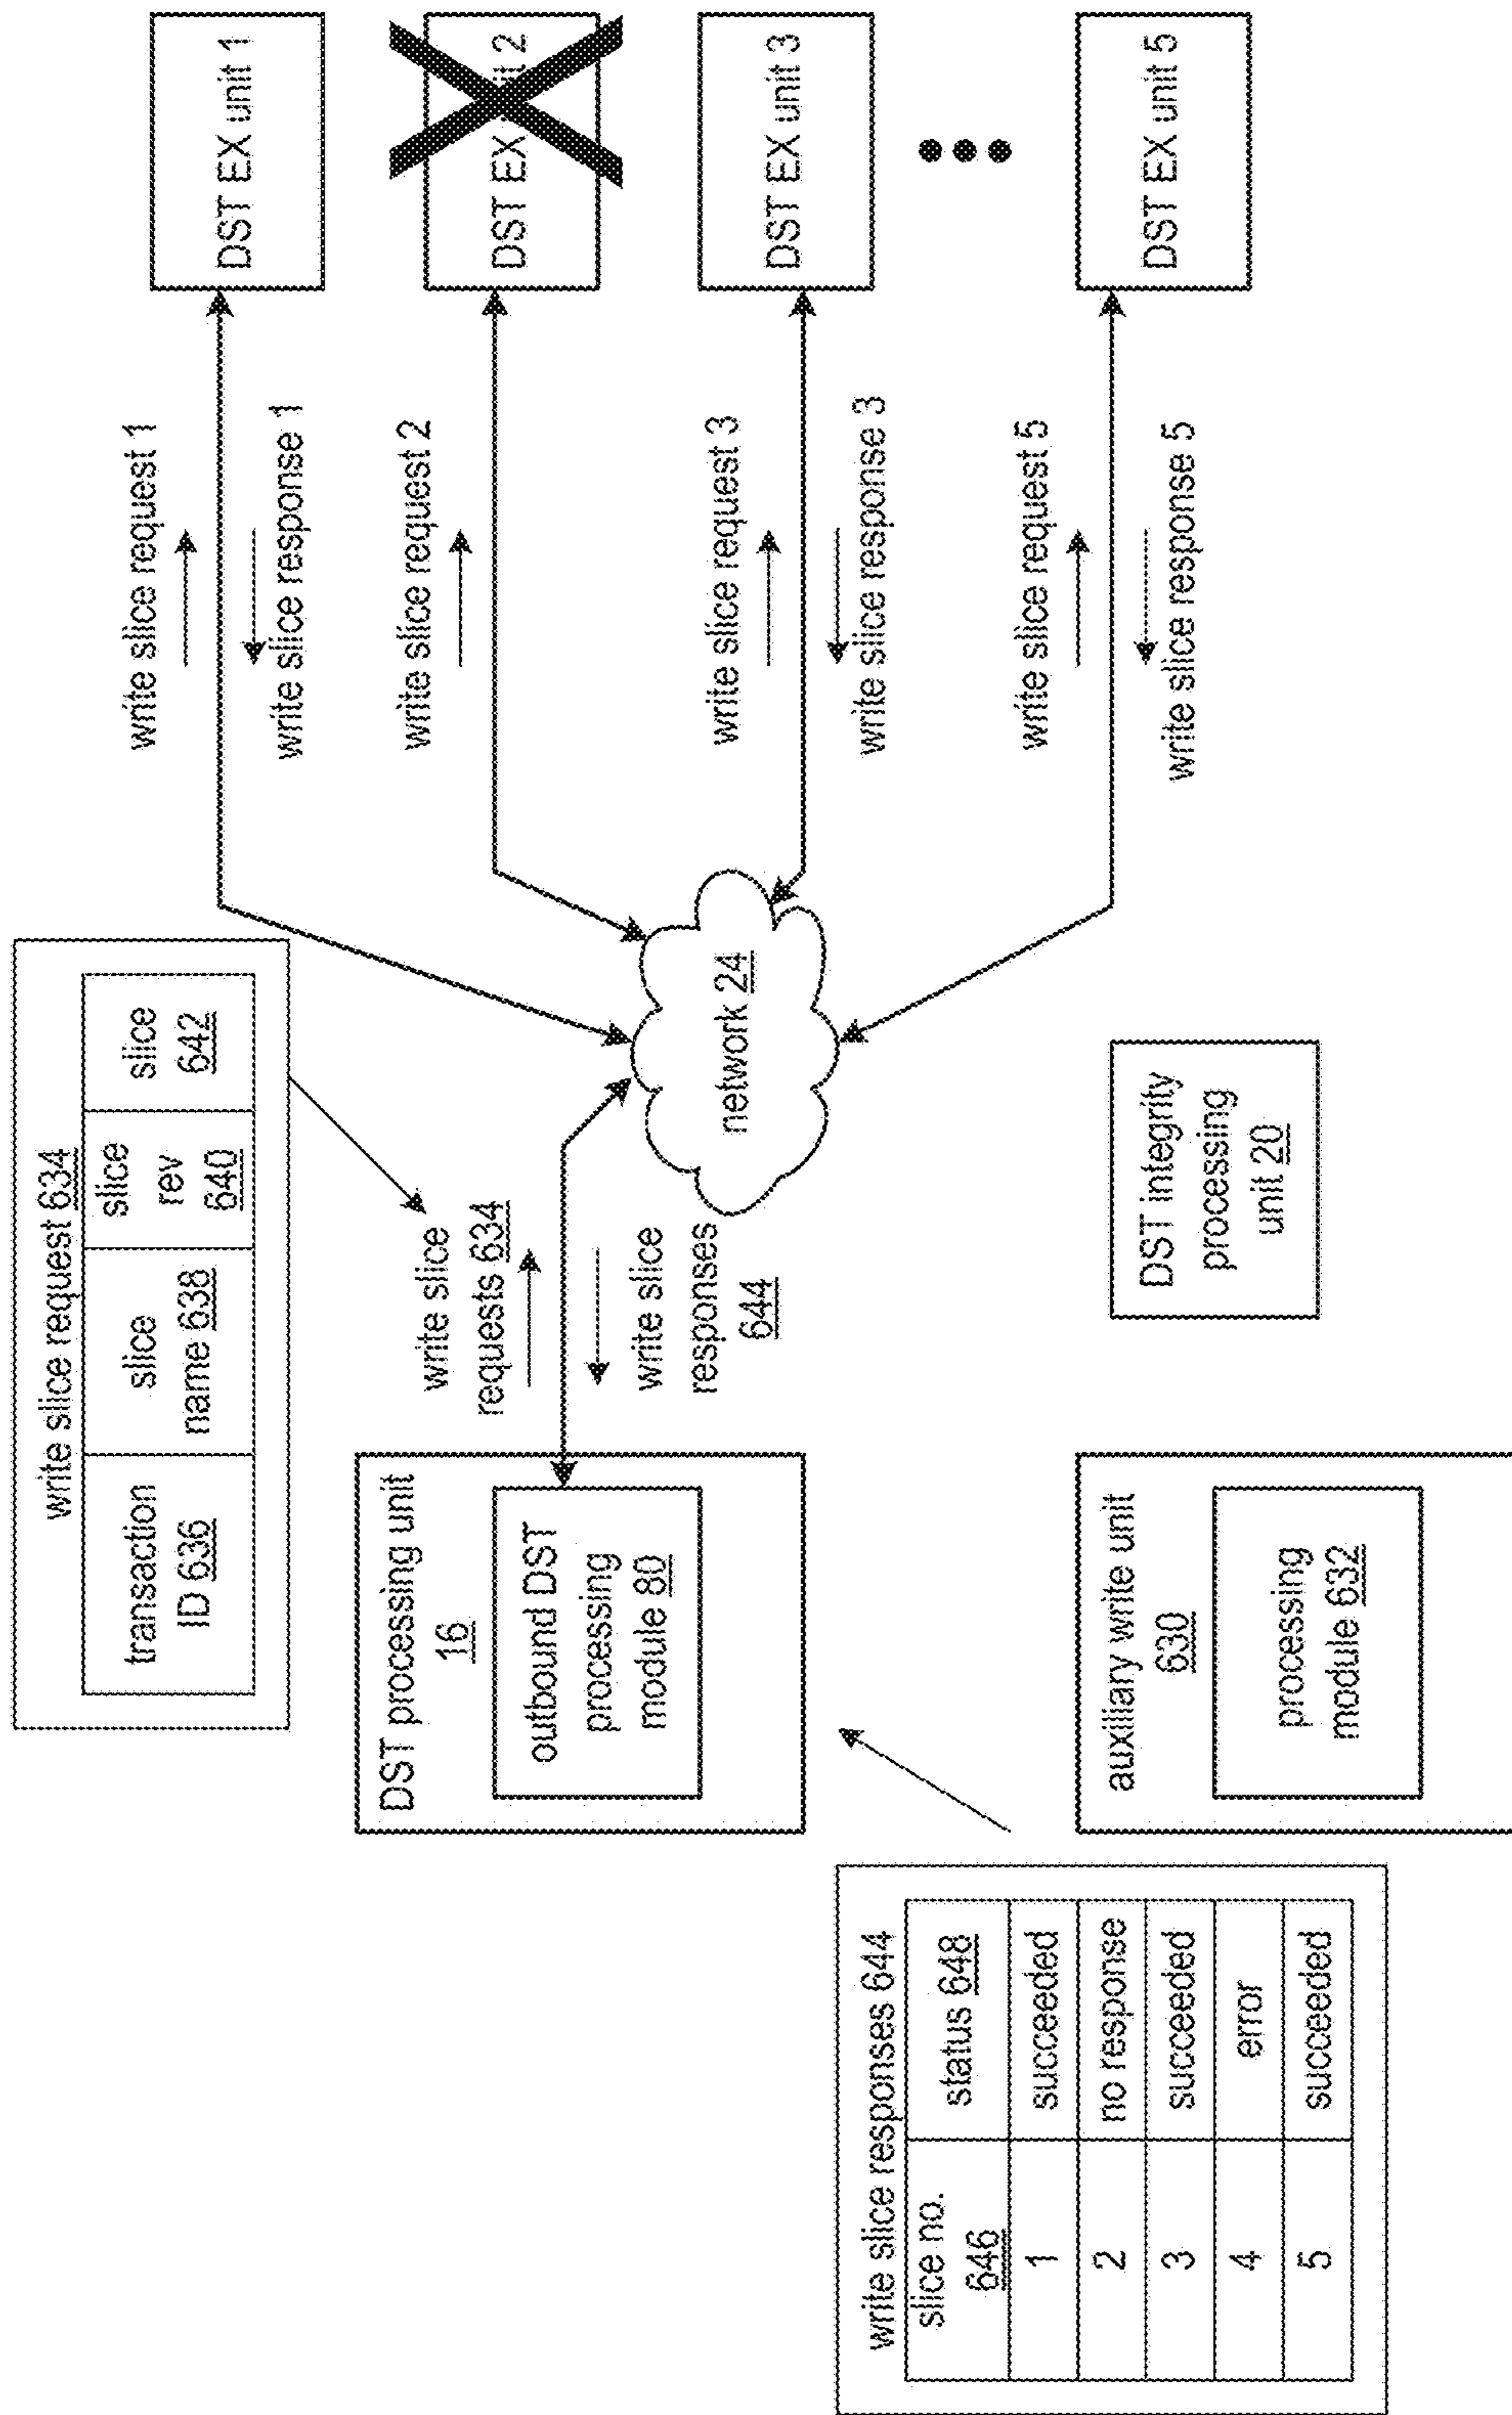 write slice request 634
transaction
ID 636
slice
name 638
slice
rev
640
slice
642
DST processing unit
16
outbound DST
processing
module 80
write slice
requests 634
write slice
responses
644
network 24
write slice request 1
write slice response 1
write slice request 2
write slice request 3
write slice response 3
write slice request 5
write slice response 5
DST EX unit 1
DST EX unit 2
DST EX unit 3
DST EX unit 5
write slice responses 644
slice no.
646
status 648
1
succeeded
2
no response
3
succeeded
4
error
5
succeeded
auxiliary write unit
630
processing
module 632
DST integrity
processing
unit 20